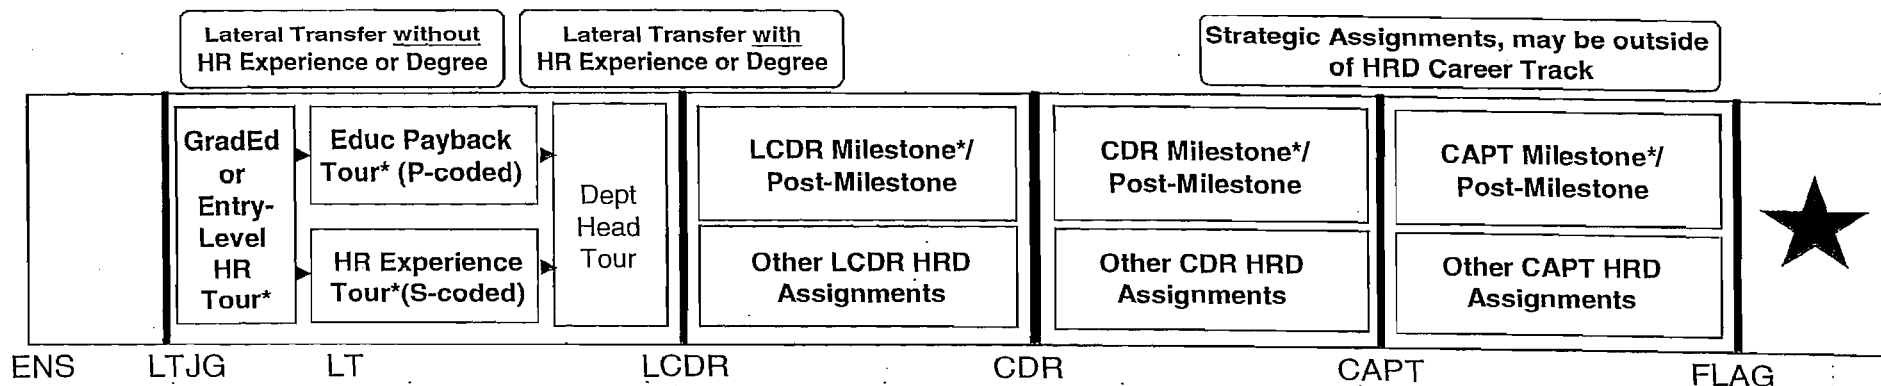 Lateral Transfer without
HR Experience or Degree
Lateral Transfer with
HR Experience or Degree
Strategic Assignments, may be outside
of HRD Career Track
GradEd
or
Entry-
Level
HR
Tour*
Educ Payback
Tour* (P-coded)
HR Experience
Tour*(S-coded)
Dept
Head
Tour
LCDR Milestone*/
Post-Milestone
Other LCDR HRD
Assignments
CDR Milestone*/
Post-Milestone
Other CDR HRD
Assignments
CAPT Milestone*/
Post-Milestone
Other CAPT HRD
Assignments
ENS
LTJG
LT
LCDR
CDR
CAPT
FLAG